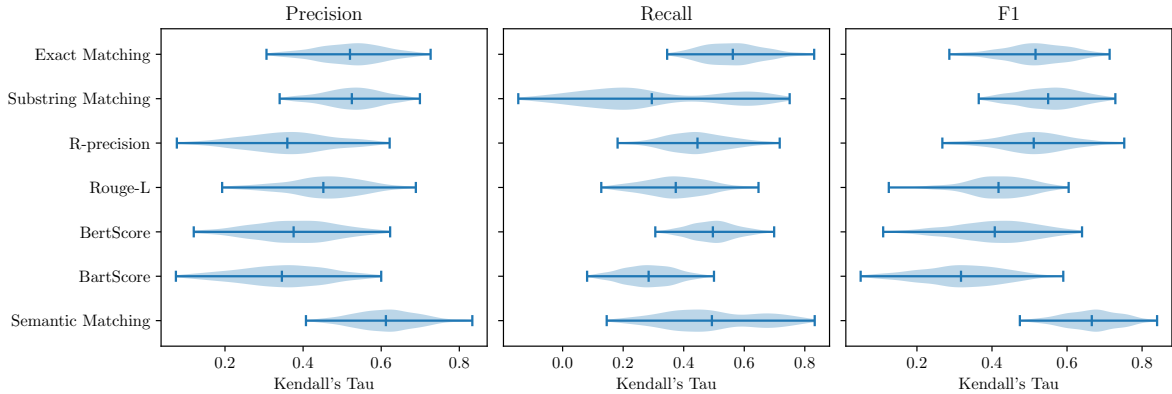 Precision
Recall
F1
Exact Matching
Substring Matching
R-precision
Rouge-L
BertScore
BartScore
Semantic Matching
0.2 0.4 0.6 0.8
0.0 0.2 0.4 0.6 0.8
0.2 0.4 0.6 0.8
Kendall's Tau
Kendall's Tau
Kendall's Tau